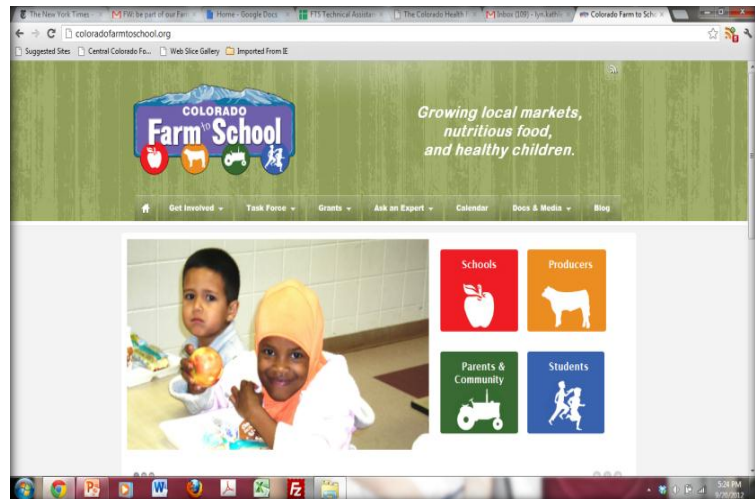 The New York Times
FW: be part of our Far
Home - Google Docs
FTS Technical Assistan
The Colorado Health
Inbox (109) - lyn.kathl
Colorado Farm to Scho
coloradofarmtoschool.org
Suggested Sites
Central Colorado Fo...
Web Slice Gallery
Imported From IE
COLORADO
Farm to School
Growing local markets,
nutritious food,
and healthy children.
Get Involved
Task Force
Grants
Ask an Expert
Calendar
Docs & Media
Blog
Schools
Producers
Parents &
Community
Students
5:24 PM